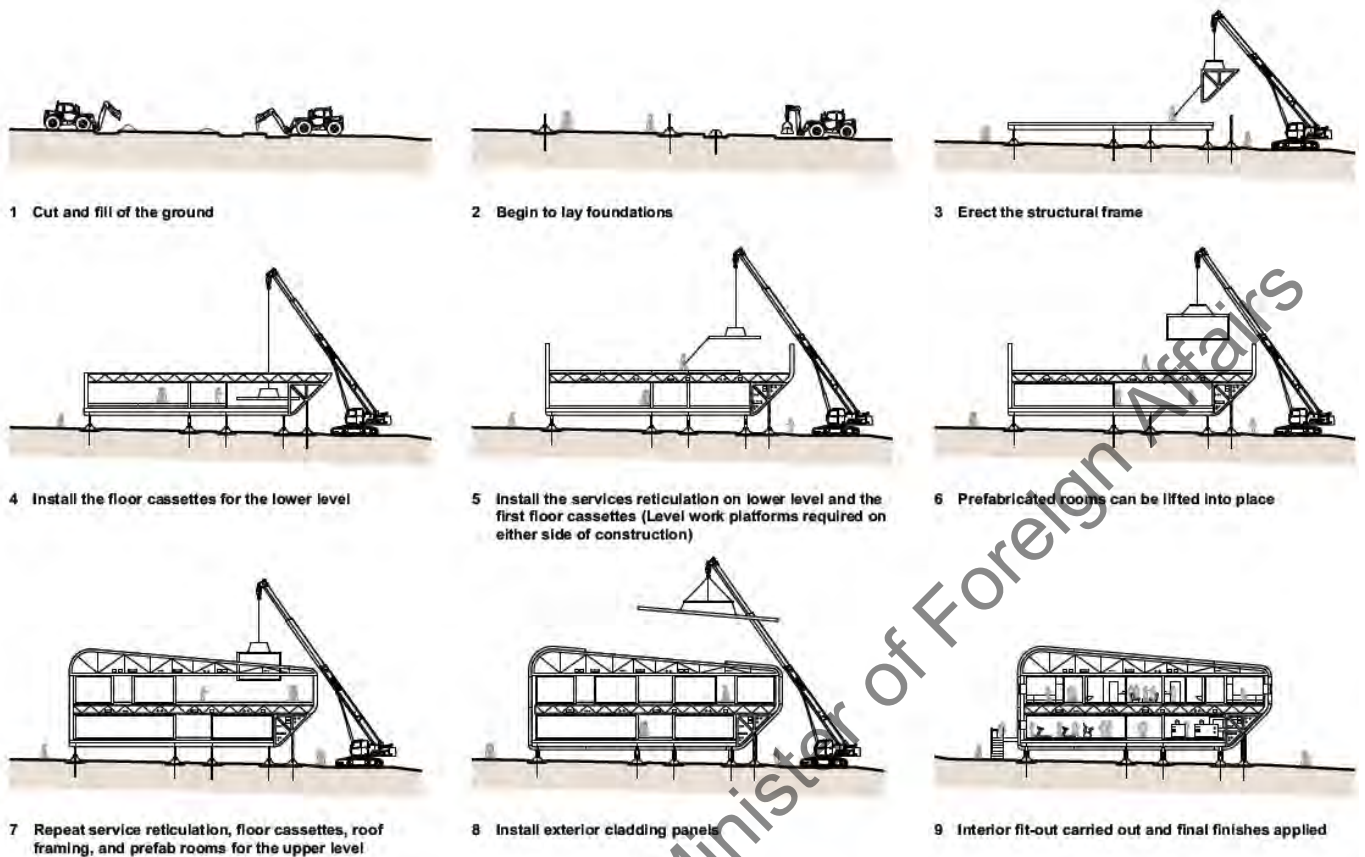 1 Cut and fill of the ground
2 Begin to lay foundations
3 Erect the structural frame
4 Install the floor cassettes for the lower level
5 Install the services reticulation on lower level and the
first floor cassettes (Level work platforms required on
either side of construction)
6 Prefabricated rooms can be lifted into place
7 Repeat service reticulation, floor cassettes, roof
framing, and prefab rooms for the upper level
8 Install exterior cladding panels
9 Interior fit-out carried out and final finishes applied
Minister of Foreign Affairs